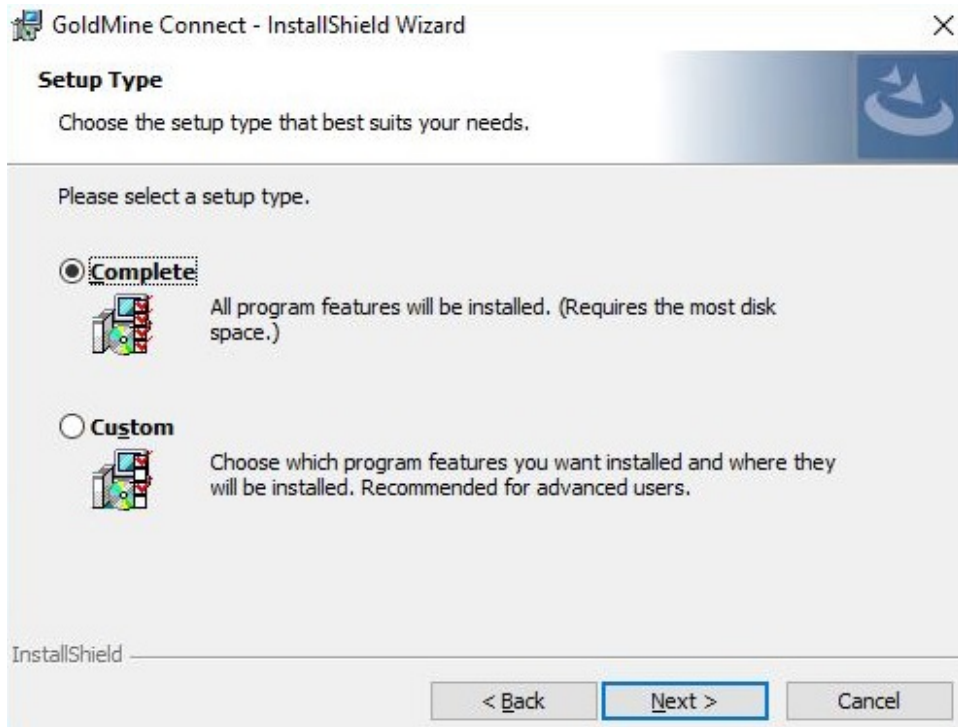 GoldMine Connect - InstallShield Wizard
Setup Type
Choose the setup type that best suits your needs.
Please select a setup type.
Complete
All program features will be installed. (Requires the most disk
space.)
Custom
Choose which program features you want installed and where they
will be installed. Recommended for advanced users.
InstallShield
< Back
Next >
Cancel